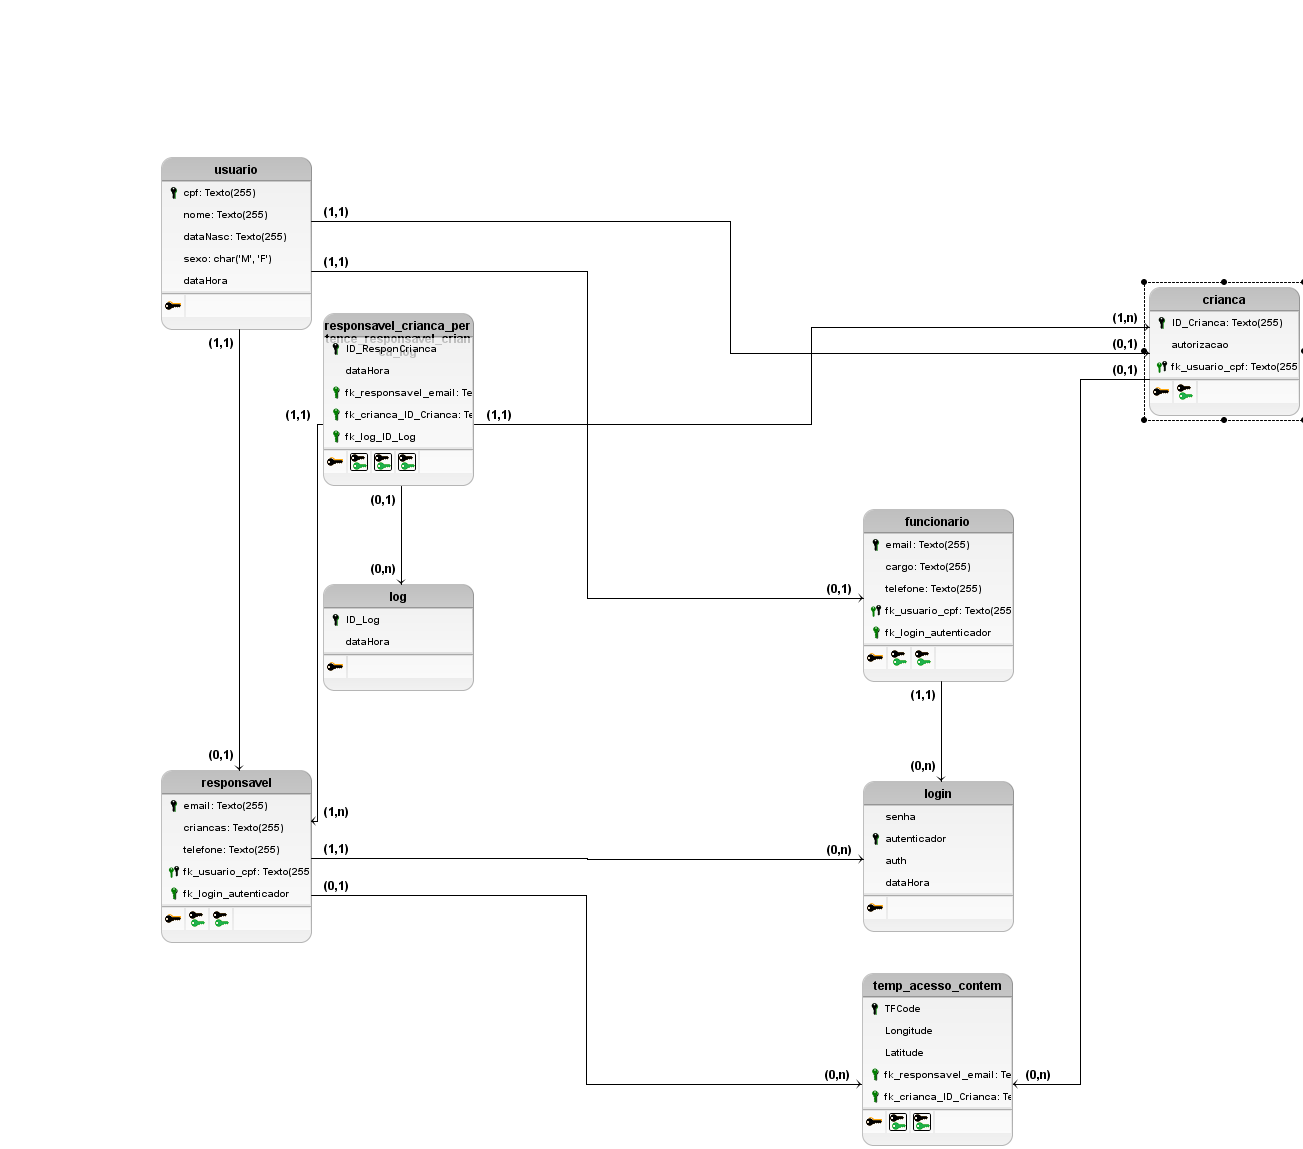 usuario
cpf: Texto(255)
nome: Texto(255)
dataNasc: Texto(255)
sexo: char('M', 'F')
dataHora
(1,1)
(1,1)
(1,1)
responsavel_crianca_per
tence_responsavel_crian
ca_log
ID_ResponCrianca
dataHora
fk_responsavel_email: Te
fk_crianca_ID_Crianca: Te
fk_log_ID_Log
(1,1)
(1,1)
(0,1)
(0,n)
crianca
ID_Crianca: Texto(255)
autorizacao
fk_usuario_cpf: Texto(255
(1,n)
(0,1)
(0,1)
log
ID_Log
dataHora
funcionario
email: Texto(255)
cargo: Texto(255)
telefone: Texto(255)
fk_usuario_cpf: Texto(255
fk_login_autenticador
(0,1)
(1,1)
(0,n)
(0,1)
responsavel
email: Texto(255)
criancas: Texto(255)
telefone: Texto(255)
fk_usuario_cpf: Texto(255
fk_login_autenticador
(1,n)
(1,1)
(0,1)
login
senha
autenticador
auth
dataHora
(0,n)
temp_acesso_contem
TFCode
Longitude
Latitude
fk_responsavel_email: Te
fk_crianca_ID_Crianca: Te
(0,n)
(0,n)